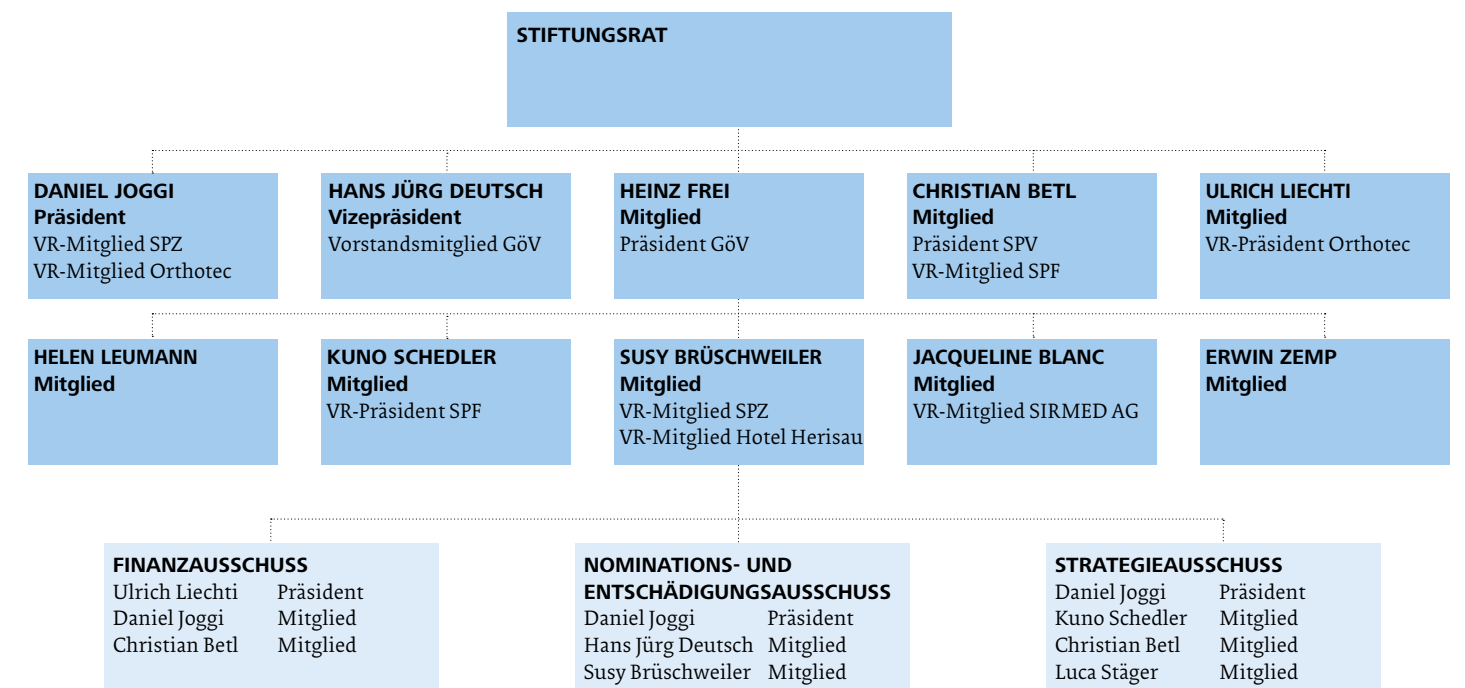 STIFTUNGSRAT
DANIEL JOGGI
Präsident
VR-Mitglied SPZ
VR-Mitglied Orthotec
HANS JÜRG DEUTSCH
Vizepräsident
Vorstandsmitglied GöV
HEINZ FREI
Mitglied
Präsident GöV
CHRISTIAN BETL
Mitglied
Präsident SPV
VR-Mitglied SPF
ULRICH LIECHTI
Mitglied
VR-Präsident Orthotec
HELEN LEUMANN
Mitglied
KUNO SCHEDLER
Mitglied
VR-Präsident SPF
SUSY BRÜSCHWEILER
Mitglied
VR-Mitglied SPZ
VR-Mitglied Hotel Herisau
JACQUELINE BLANC
Mitglied
VR-Mitglied SIRMED AG
ERWIN ZEMP
Mitglied
FINANZAUSSCHUSS
Ulrich Liechti Präsident
Daniel Joggi Mitglied
Christian Betl Mitglied
NOMINATIONS- UND
ENTSCHÄDIGUNGSAUSSCHUSS
Daniel Joggi Präsident
Hans Jürg Deutsch Mitglied
Susy Brüschweiler Mitglied
STRATEGIEAUSSCHUSS
Daniel Joggi Präsident
Kuno Schedler Mitglied
Christian Betl Mitglied
Luca Stäger Mitglied